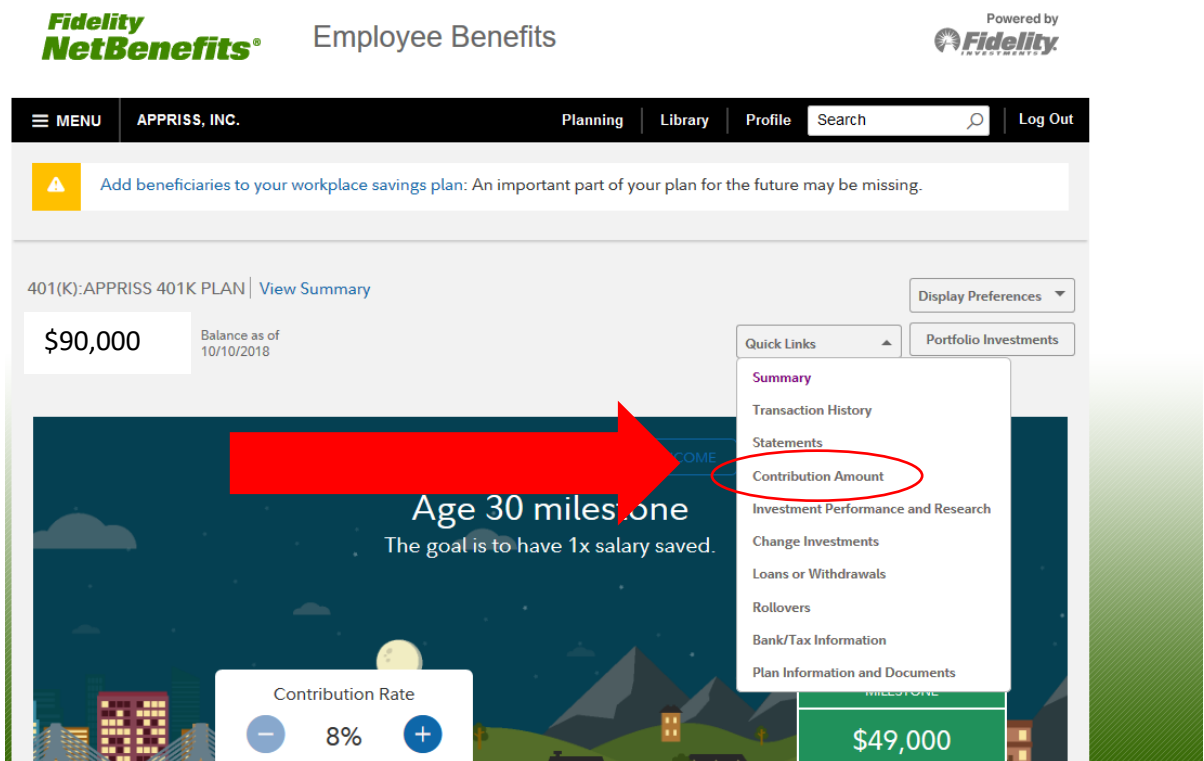 Fidelity
NetBenefits®
Employee Benefits
Powered by
Fidelity
INVESTMENTS
MENU
APPRISS, INC.
Planning
Library
Profile
Search
Log Out
Add beneficiaries to your workplace savings plan: An important part of your plan for the future may be missing.
401(K):APPRISS 401K PLAN
View Summary
Display Preferences
$90,000
Balance as of
10/10/2018
Quick Links
Portfolio Investments
Summary
Transaction History
Statements
Contribution Amount
Investment Performance and Research
Change Investments
Loans or Withdrawals
Rollovers
Bank/Tax Information
Plan Information and Documents
Age 30 milestone
The goal is to have 1x salary saved.
Contribution Rate
8%
MILESTONE
$49,000